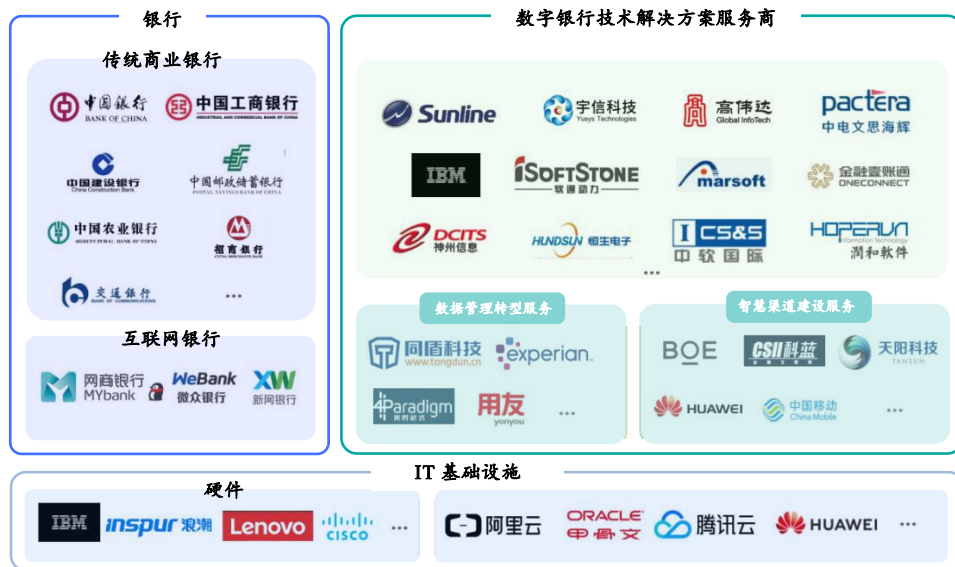 银行
传统商业银行
中国银行
BANK OF CHINA
中国工商银行
INDUSTRIAL AND COMMERCIAL BANK OF CHINA
中国建设银行
China Construction Bank
中国邮政储蓄银行
POSTAL SAVINGS BANK OF CHINA
中国农业银行
AGRICULTURAL BANK OF CHINA
招商银行
CHINA MERCHANTS BANK
交通银行
BANK OF COMMUNICATIONS
...
互联网银行
网商银行
MYbank
WeBank
微众银行
XW
新网银行
数字银行技术解决方案服务商
Sunline
宇信科技
Yusys Technologies
高伟达
Global InfoTech
pactera
中电文思海辉
IBM
iSOFTSTONE
软通动力
marsoft
金融壹账通
ONECONNECT
DCITS
神州信息
HUNDSUN 恒生电子
I CS&S
中软国际
HOPERUN
Information Technology
潤和软件
...
数据管理转型服务
同盾科技
www.tongdun.cn
experian.
4Paradigm
第四范式
用友
yonyou
...
智慧渠道建设服务
BOE
CSII科蓝
天阳科技
TANSUN
HUAWEI
中国移动
China Mobile
...
IT 基础设施
硬件
IBM
inspur 浪潮
Lenovo
CISCO
...
阿里云
ORACLE
甲骨文
腾讯云
HUAWEI
...